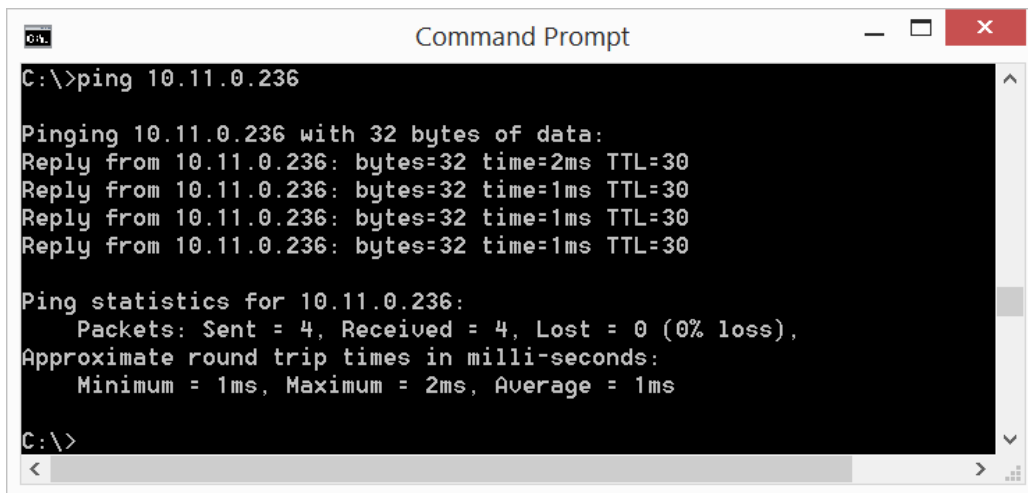 Command Prompt
C:\>ping 10.11.0.236
Pinging 10.11.0.236 with 32 bytes of data:
Reply from 10.11.0.236: bytes=32 time=2ms TTL=30
Reply from 10.11.0.236: bytes=32 time=1ms TTL=30
Reply from 10.11.0.236: bytes=32 time=1ms TTL=30
Reply from 10.11.0.236: bytes=32 time=1ms TTL=30
Ping statistics for 10.11.0.236:
Packets: Sent = 4, Received = 4, Lost = 0 (0% loss),
Approximate round trip times in milli-seconds:
Minimum = 1ms, Maximum = 2ms, Average = 1ms
C:\>